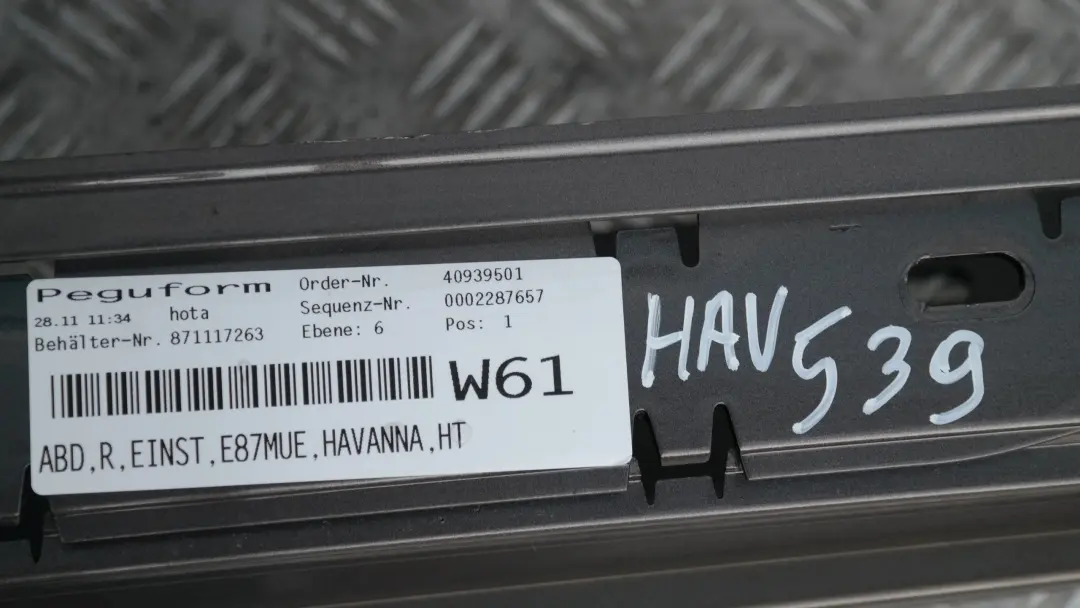 Peguform
28.11 11:34 hota
Behälter-Nr. 871117263
Order-Nr. 40939501
Sequenz-Nr. 0002287657
Ebene: 6 Pos: 1
W61
ABD,R,EINST,E87MUE,HAVANNA,HT
HAV 539